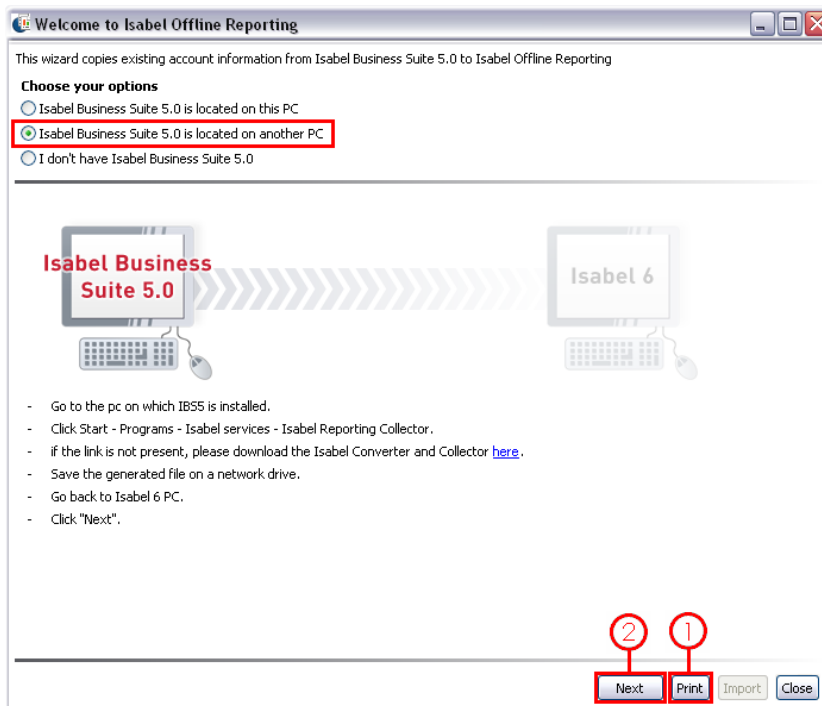 Welcome to Isabel Offline Reporting
This wizard copies existing account information from Isabel Business Suite 5.0 to Isabel Offline Reporting
Choose your options
Isabel Business Suite 5.0 is located on this PC
Isabel Business Suite 5.0 is located on another PC
I don't have Isabel Business Suite 5.0
Isabel Business
Suite 5.0
Isabel 6
- Go to the pc on which IBS5 is installed.
- Click Start - Programs - Isabel services - Isabel Reporting Collector.
- if the link is not present, please download the Isabel Converter and Collector here.
- Save the generated file on a network drive.
- Go back to Isabel 6 PC.
- Click "Next".
2 1
Next Print Import Close